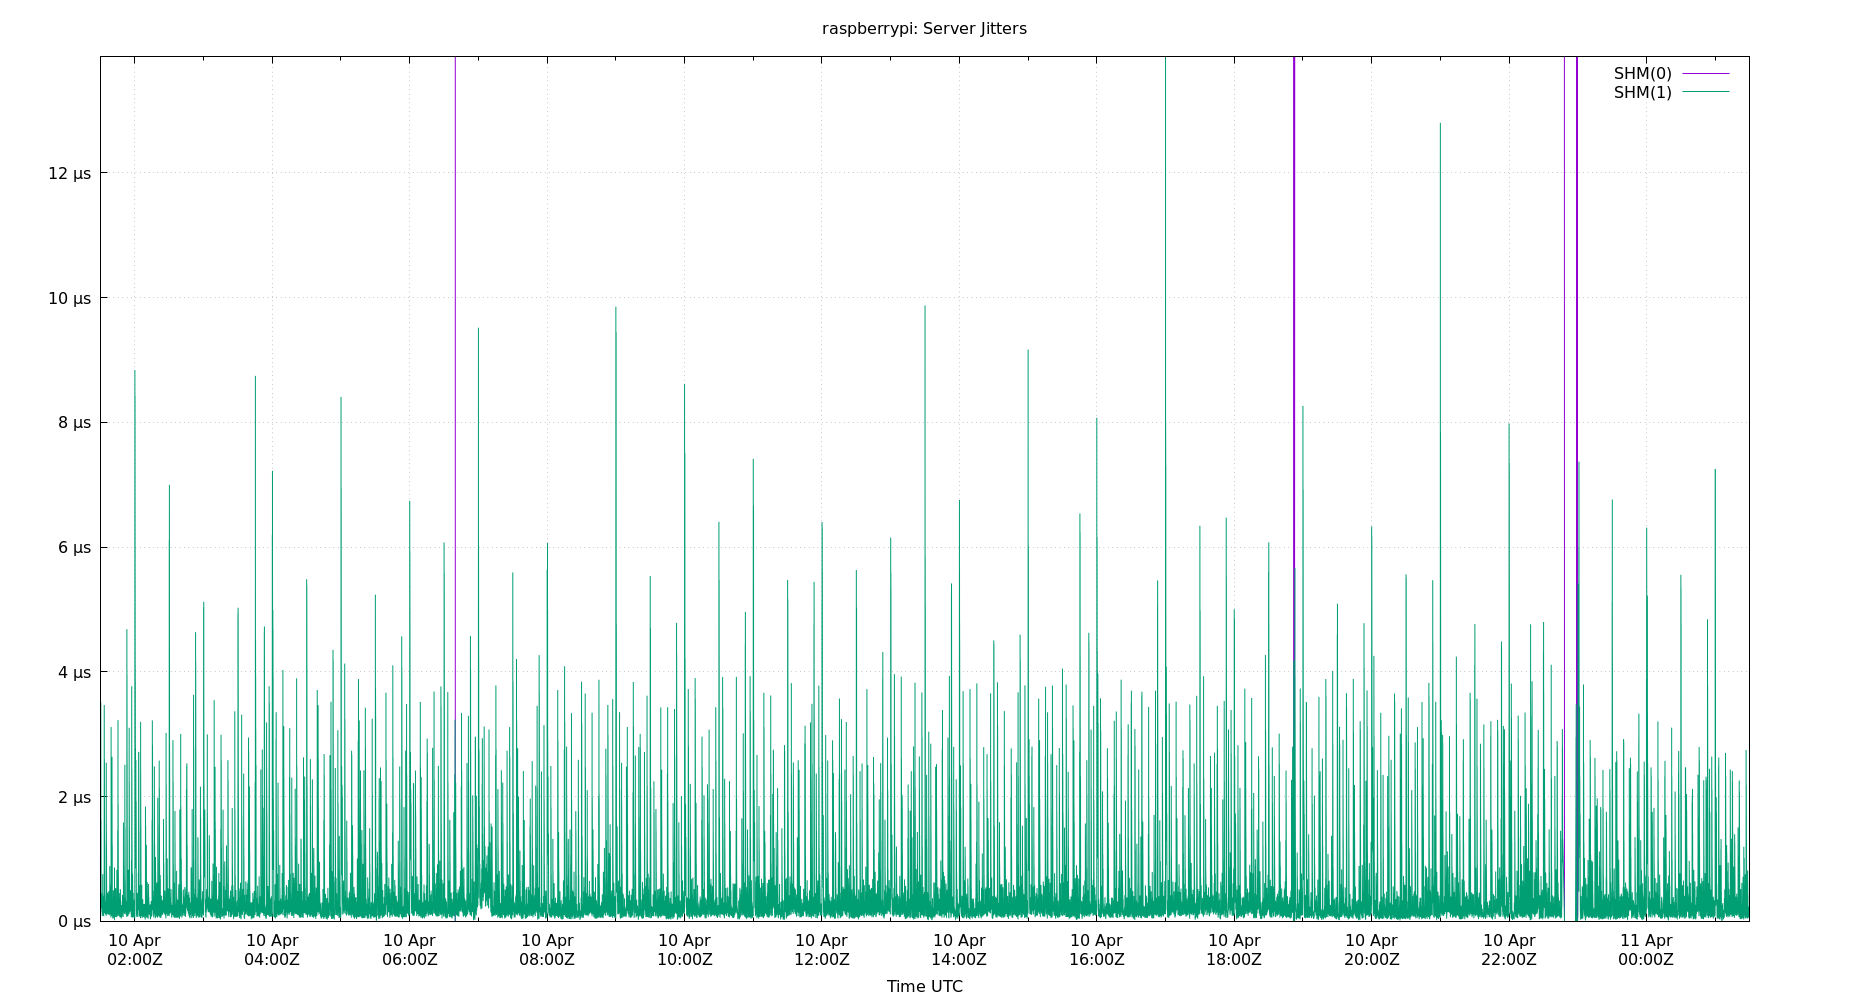 raspberrypi: Server Jitters
SHM(0)
SHM(1)
12 µs
10 µs
8 µs
6 µs
4 µs
2 µs
0 µs
10 Apr 10 Apr 10 Apr 10 Apr 10 Apr 10 Apr 10 Apr 10 Apr 10 Apr 10 Apr 10 Apr 11 Apr
02:00Z 04:00Z 06:00Z 08:00Z 10:00Z 12:00Z 14:00Z 16:00Z 18:00Z 20:00Z 22:00Z 00:00Z
Time UTC